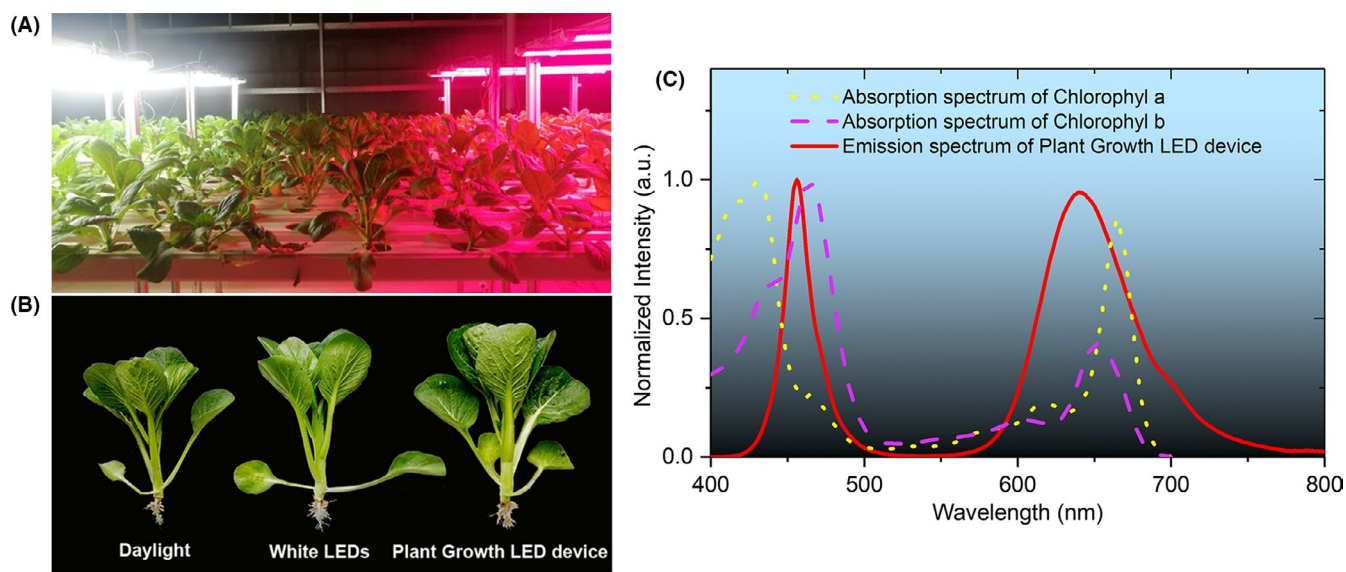 (A)
(B)
Daylight
White LEDs
Plant Growth LED device
(C)
Absorption spectrum of Chlorophyl a
Absorption spectrum of Chlorophyl b
Emission spectrum of Plant Growth LED device
Normalized Intensity (a.u.)
1.0
0.5
0.0
400
500
600
700
800
Wavelength (nm)